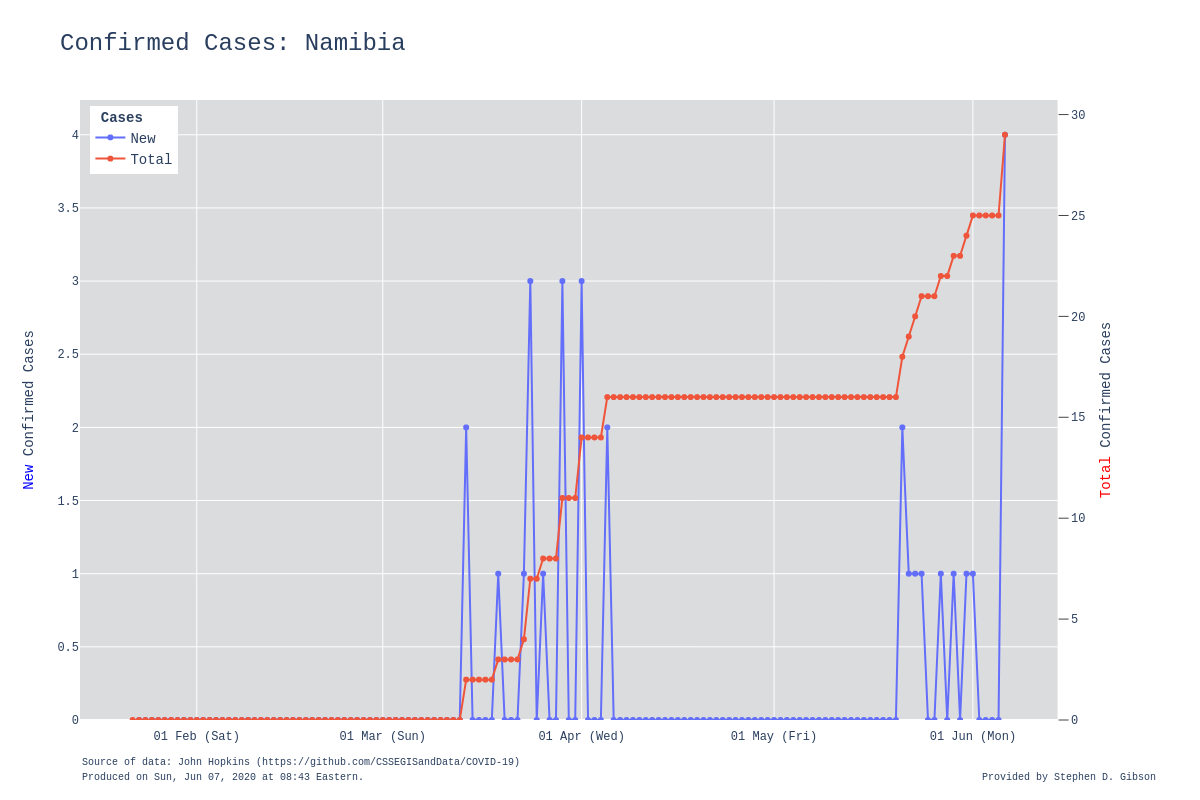 Confirmed Cases: Namibia
Cases
New
Total
4
3.5
3
2.5
2
1.5
1
0.5
0
30
25
20
15
10
5
0
New Confirmed Cases
Total Confirmed Cases
01 Feb (Sat)
01 Mar (Sun)
01 Apr (Wed)
01 May (Fri)
01 Jun (Mon)
Source of data: John Hopkins (https://github.com/CSSEGISandData/COVID-19)
Produced on Sun, Jun 07, 2020 at 08:43 Eastern.
Provided by Stephen D. Gibson